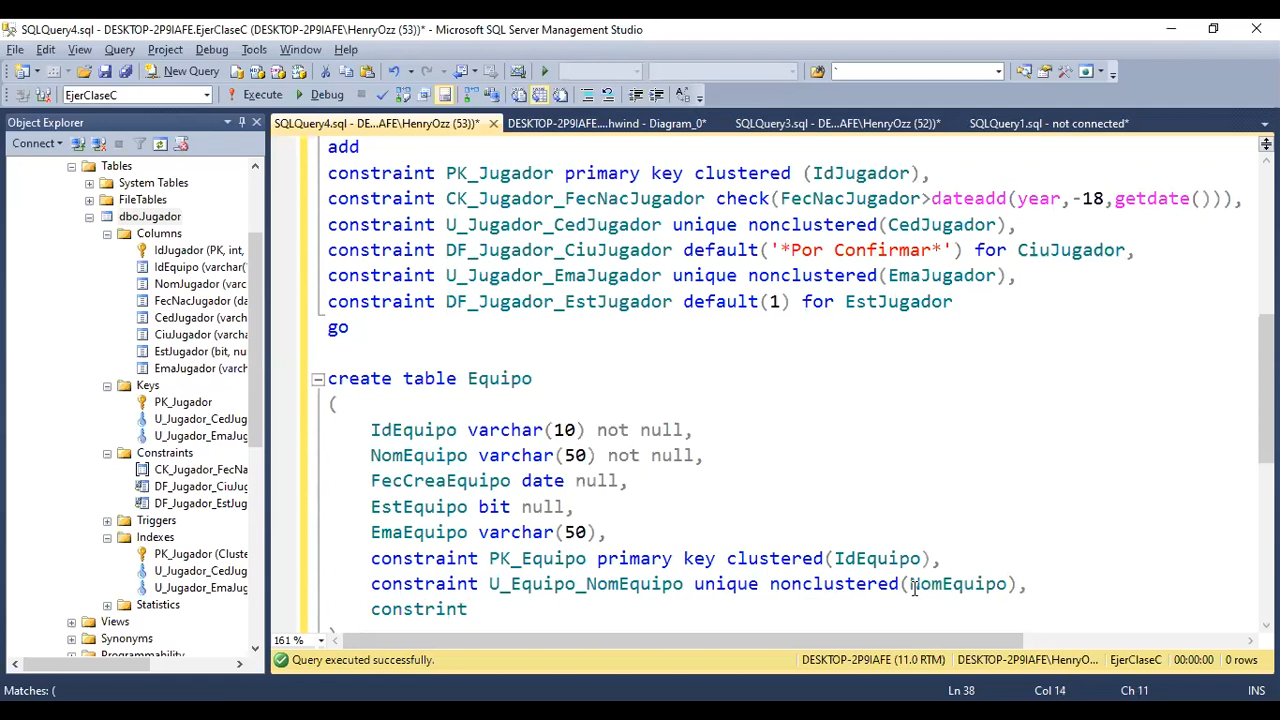 SQLQuery4.sql - DESKTOP-2P9IAFE.EjerClaseC (DESKTOP-2P9IAFE\HenryOzz (53))* - Microsoft SQL Server Management Studio
File Edit View Query Project Debug Tools Window Help
New Query
EjerClaseC Execute Debug
Object Explorer
Connect
Tables
System Tables
FileTables
dbo.Jugador
Columns
IdJugador (PK, int,
IdEquipo (varchar(
NomJugador (varc
FecNacJugador (da
CedJugador (varch
CiuJugador (varcha
EstJugador (bit, nu
EmaJugador (varch
Keys
PK_Jugador
U_Jugador_CedJug
U_Jugador_EmaJug
Constraints
CK_Jugador_FecNa
DF_Jugador_CiuJug
DF_Jugador_EstJug
Triggers
Indexes
PK_Jugador (Cluste
U_Jugador_CedJug
U_Jugador_EmaJug
Statistics
Views
Synonyms
Programmability
SQLQuery4.sql - DE...AFE\HenryOzz (53))* DESKTOP-2P9IAFE....hwind - Diagram_0* SQLQuery3.sql - DE...AFE\HenryOzz (52))* SQLQuery1.sql - not connected*
add
constraint PK_Jugador primary key clustered (IdJugador),
constraint CK_Jugador_FecNacJugador check(FecNacJugador>dateadd(year,-18,getdate())),
constraint U_Jugador_CedJugador unique nonclustered(CedJugador),
constraint DF_Jugador_CiuJugador default('*Por Confirmar*') for CiuJugador,
constraint U_Jugador_EmaJugador unique nonclustered(EmaJugador),
constraint DF_Jugador_EstJugador default(1) for EstJugador
go
create table Equipo
(
IdEquipo varchar(10) not null,
NomEquipo varchar(50) not null,
FecCreaEquipo date null,
EstEquipo bit null,
EmaEquipo varchar(50),
constraint PK_Equipo primary key clustered(IdEquipo),
constraint U_Equipo_NomEquipo unique nonclustered(NomEquipo),
constrint
)
161 %
Query executed successfully. DESKTOP-2P9IAFE (11.0 RTM) DESKTOP-2P9IAFE\HenryO... EjerClaseC 00:00:00 0 rows
Matches: ( Ln 38 Col 14 Ch 11 INS